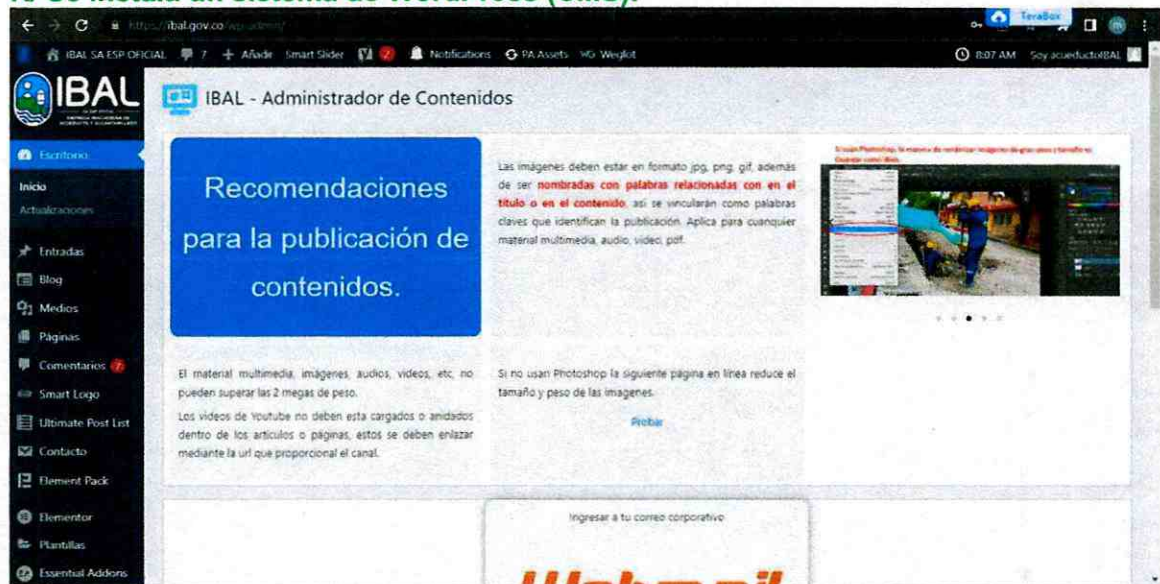 https://ibal.gov.co/wp-admin/
TeraBox
IBAL SA ESP OFICIAL 7 + Añade Smart Slider Notifications PA Assets Weglot 8:07 AM Soy acueductoIBAL
IBAL
IBAL - Administrador de Contenidos
Escritorio
Inicio
Actualizaciones
Entradas
Blog
Medios
Páginas
Comentarios 7
Smart Logo
Ultimate Post List
Contacto
Element Pack
Elementor
Plantillas
Essential Addons
Recomendaciones
para la publicación de
contenidos.
Las imágenes deben estar en formato jpg, png, gif, además
de ser nombradas con palabras relacionadas con en el
título o en el contenido, así se vincularán como palabras
claves que identifican la publicación. Aplica para cuanquier
material multimedia, audio, video, pdf.
El material multimedia, imágenes, audios, videos, etc, no
pueden superar las 2 megas de peso.
Los videos de Youtube no deben esta cargados o anidados
dentro de los artículos o páginas, estos se deben enlazar
mediante la url que proporcional el canal.
Si no usan Photoshop la siguiente página en línea reduce el
tamaño y peso de las imagenes.
Probar
Ingresar a tu correo corporativo